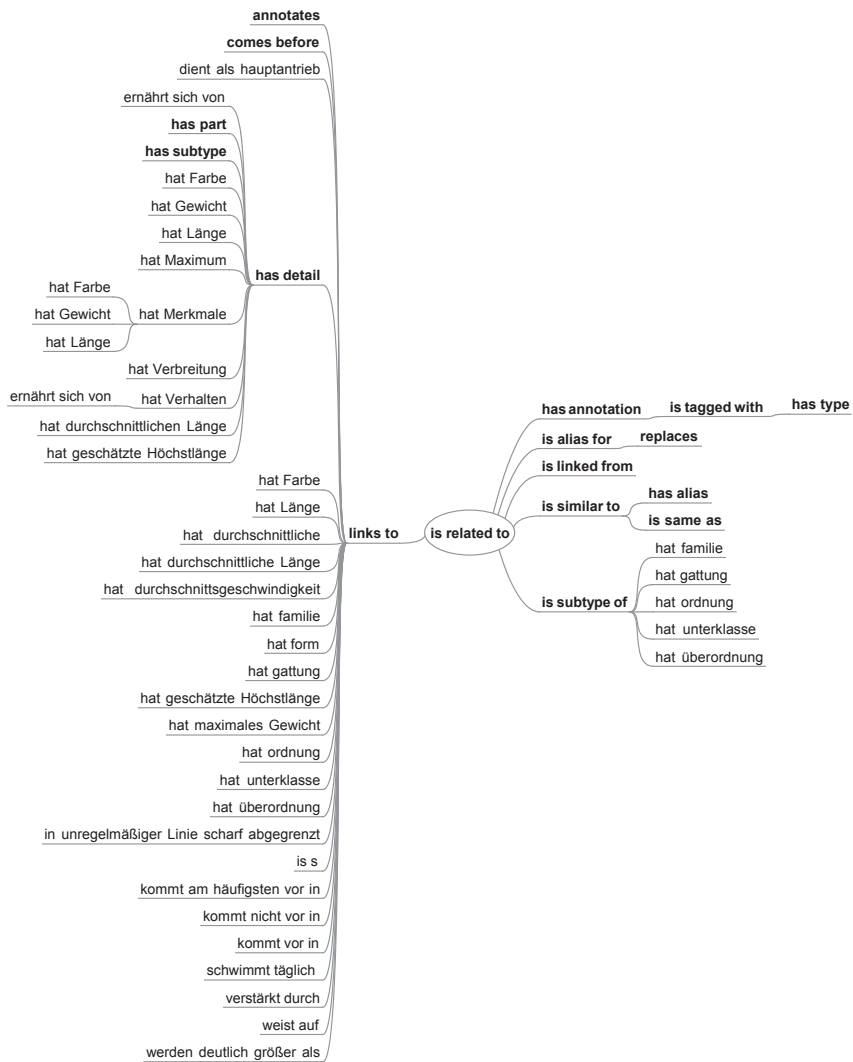 annotates
comes before
dient als hauptantrieb
ernährt sich von
has part
has subtype
hat Farbe
hat Gewicht
hat Länge
hat Maximum
has detail
hat Farbe
hat Gewicht
hat Merkmale
hat Länge
hat Verbreitung
ernährt sich von
hat Verhalten
hat durchschnittlichen Länge
hat geschätzte Höchstlänge
hat Farbe
hat Länge
hat durchschnittliche
links to
hat durchschnittliche Länge
hat durchschnittsgeschwindigkeit
hat familie
hat form
hat gattung
hat geschätzte Höchstlänge
hat maximales Gewicht
hat ordnung
hat unterklasse
hat überordnung
in unregelmäßiger Linie scharf abgegrenzt
is s
kommt am häufigsten vor in
kommt nicht vor in
kommt vor in
schwimmt täglich
verstärkt durch
weist auf
werden deutlich größer als
is related to
has annotation
is tagged with
has type
is alias for
replaces
is linked from
is similar to
has alias
is same as
is subtype of
hat familie
hat gattung
hat ordnung
hat unterklasse
hat überordnung